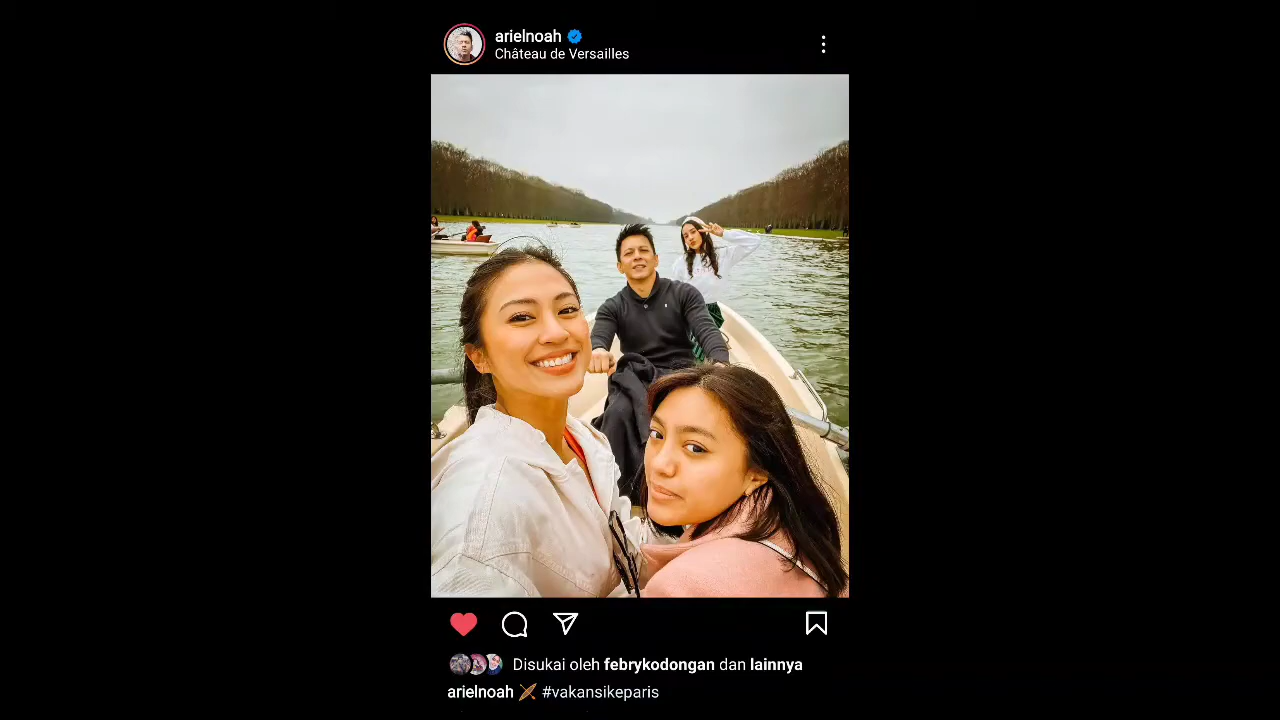 arielnoah
Château de Versailles
Disukai oleh febrykodongan dan lainnya
arielnoah #vakansikeparis